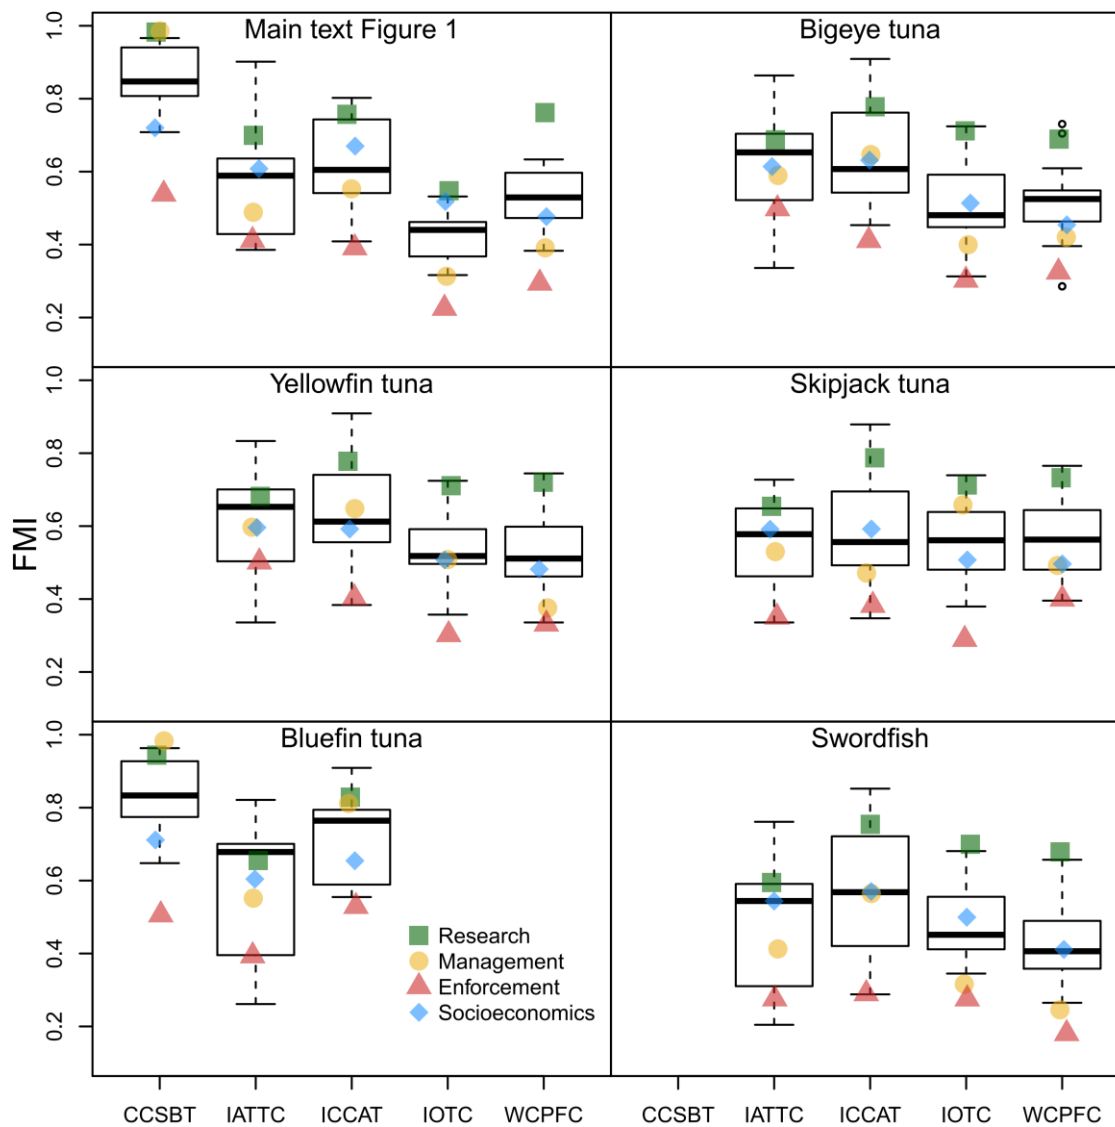 Main text Figure 1
Bigeye tuna
1.0
0.8
0.6
0.4
0.2
Yellowfin tuna
Skipjack tuna
1.0
0.8
0.6
0.4
0.2
FMI
Bluefin tuna
Swordfish
1.0
0.8
0.6
0.4
0.2
Research
Management
Enforcement
Socioeconomics
CCSBT IATTC ICCAT IOTC WCPFC CCSBT IATTC ICCAT IOTC WCPFC